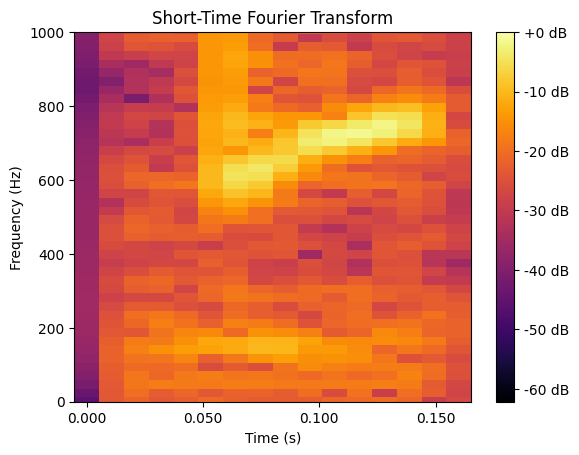 Short-Time Fourier Transform
1000
800
600
400
200
0
Frequency (Hz)
0.000
0.050
0.100
0.150
Time (s)
+0 dB
-10 dB
-20 dB
-30 dB
-40 dB
-50 dB
-60 dB